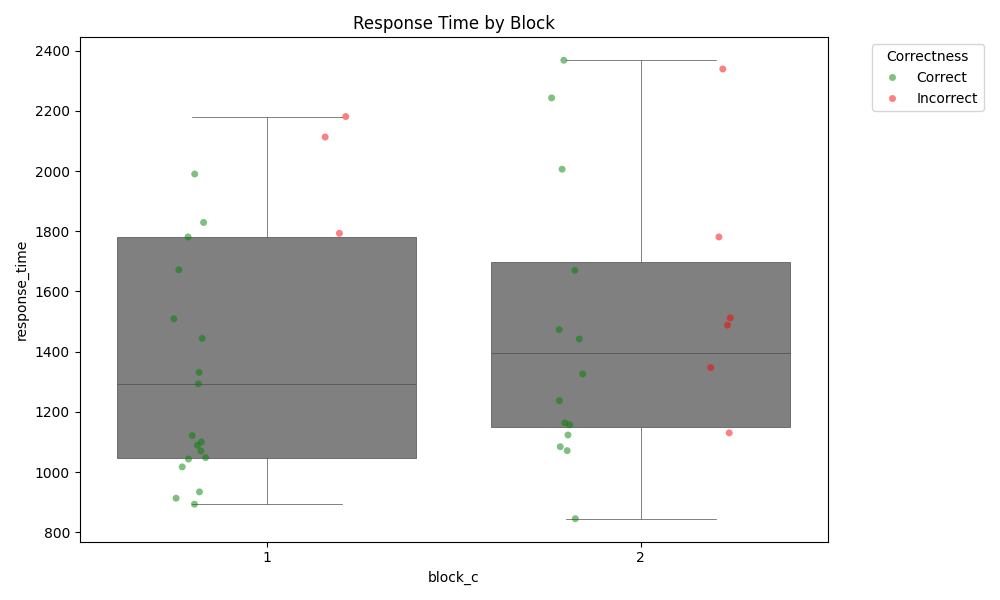 Response Time by Block
Correctness
Correct
Incorrect
response_time
2400
2200
2000
1800
1600
1400
1200
1000
800
1
2
block_c